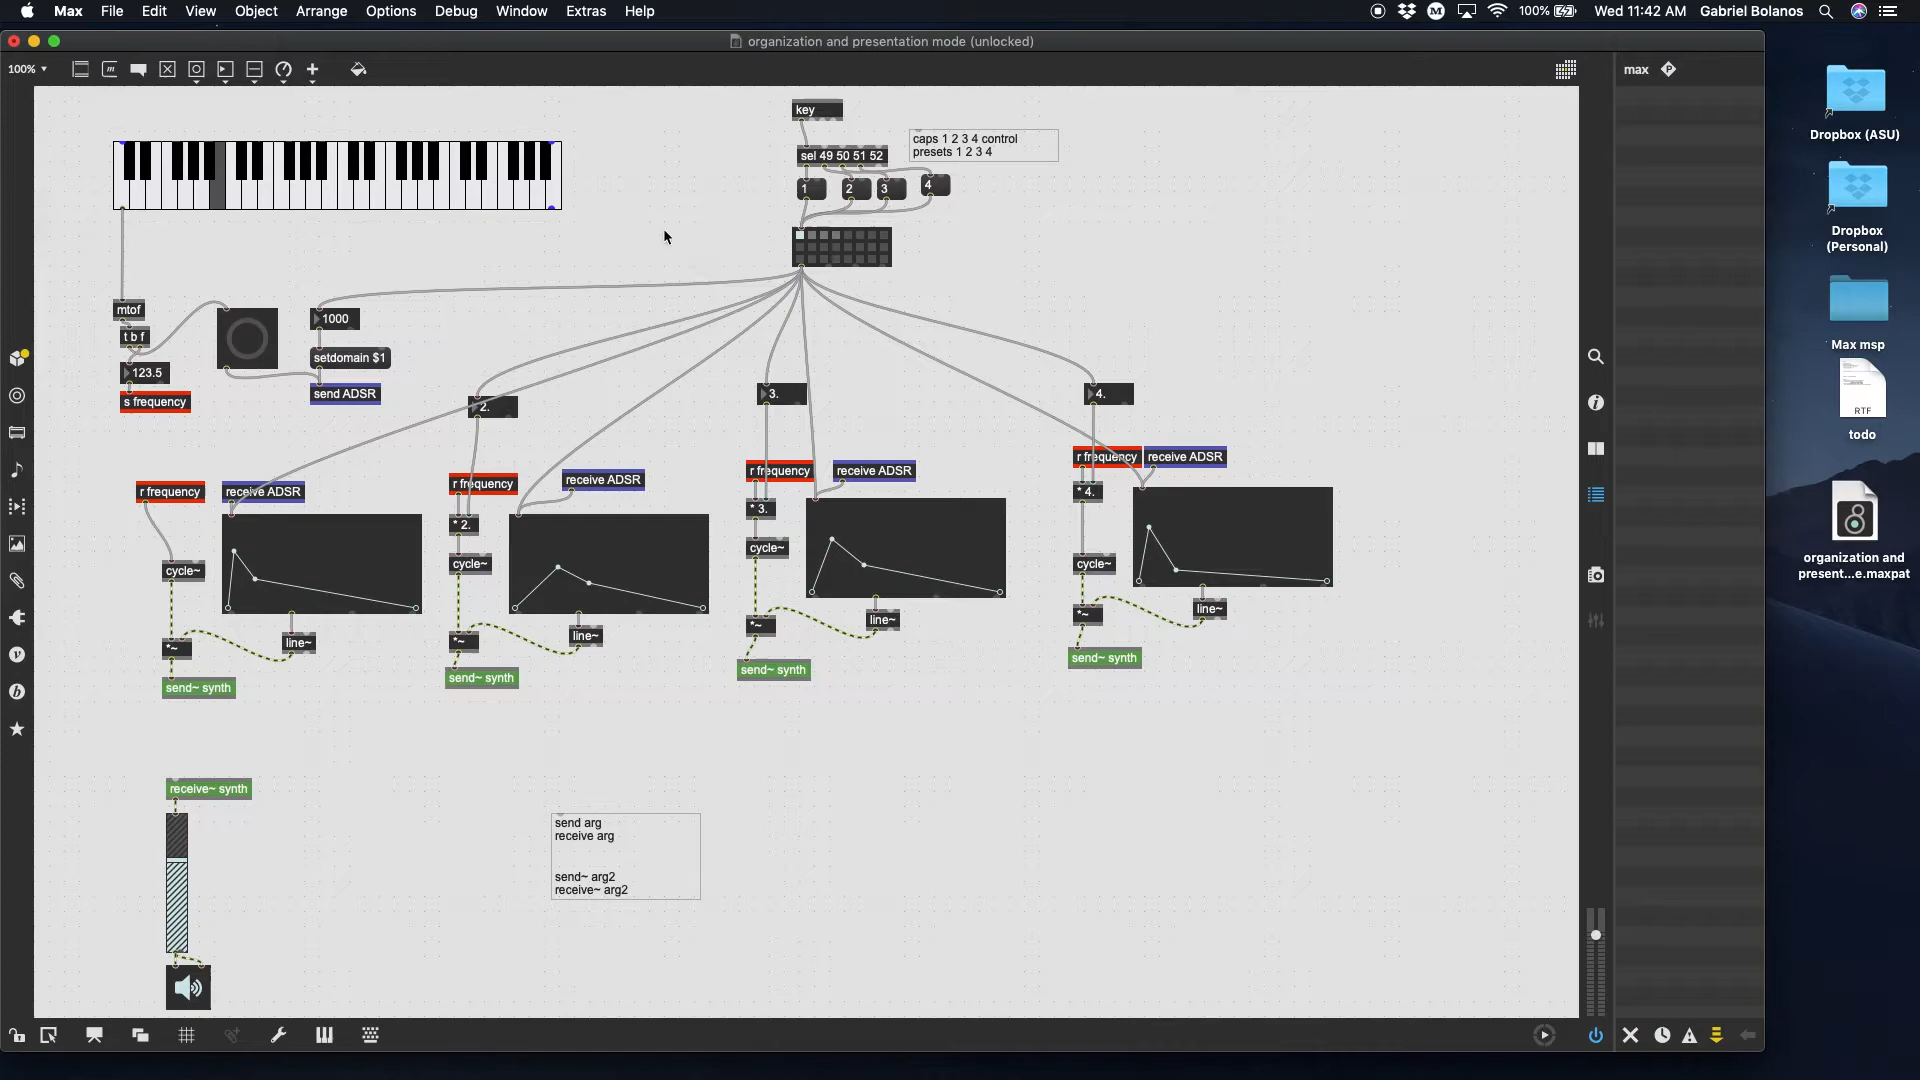 Max File Edit View Object Arrange Options Debug Window Extras Help
100% Wed 11:42 AM Gabriel Bolanos
organization and presentation mode (unlocked)
100%
max
key
caps 1 2 3 4 control
presets 1 2 3 4
sel 49 50 51 52
1 2 3 4
mtof
t b f
123.5
s frequency
1000
setdomain $1
send ADSR
2.
3.
4.
r frequency receive ADSR
cycle~
*~
line~
send~ synth
r frequency receive ADSR
* 2.
cycle~
*~
line~
send~ synth
r frequency receive ADSR
* 3.
cycle~
*~
line~
send~ synth
r frequency receive ADSR
* 4.
cycle~
*~
line~
send~ synth
receive~ synth
send arg
receive arg
send~ arg2
receive~ arg2
Dropbox (ASU)
Dropbox
(Personal)
Max msp
RTF
todo
organization and
present...e.maxpat